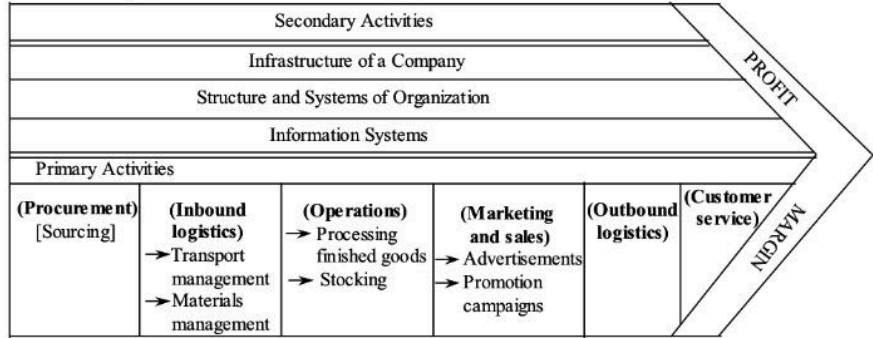 Secondary Activities
Infrastructure of a Company
Structure and Systems of Organization
Information Systems
Primary Activities
(Procurement)
[Sourcing]
(Inbound
logistics)
→Transport
management
→Materials
management
(Operations)
→ Processing
finished goods
→ Stocking
(Marketing
and sales)
→ Advertisements
→ Promotion
campaigns
(Outbound
logistics)
(Customer
service)
PROFIT
MARGIN